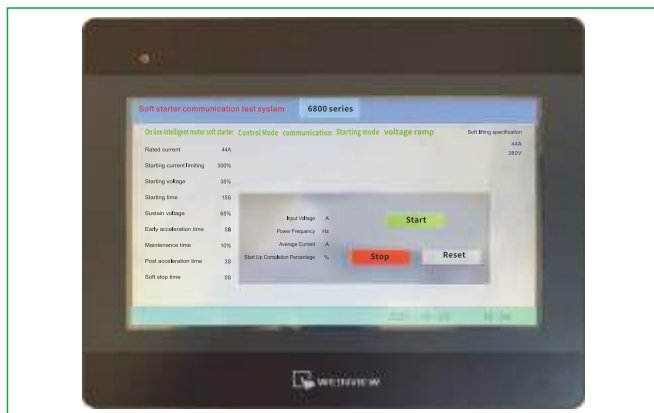 Soft starter communication test system 6800 series
On line intelligent motor soft starter Control Mode communication Starting mode voltage ramp Soft lifting specification
44A
380V
Rated current 44A
Starting current limiting 300%
Starting voltage 35%
Starting time 15S
Sustain voltage 65%
Early acceleration time 5S
Maintenance time 10%
Post acceleration time 3S
Soft stop time 0S
Input Voltage A
Power Frequency Hz
Average Current A
Start Up Completion Percentage %
Start
Stop
Reset
WEINVIEW